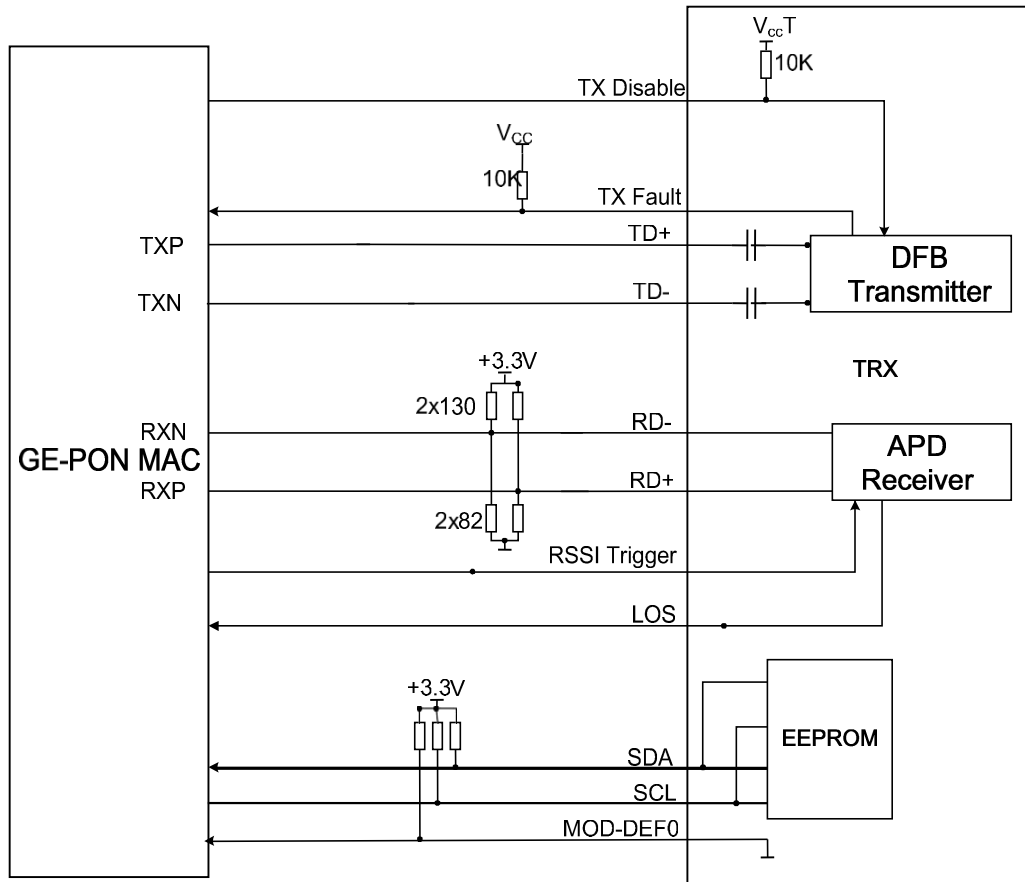 VccT
10K
TX Disable
VCC
10K
TX Fault
TXP
TD+
DFB
Transmitter
TXN
TD-
TRX
+3.3V
2x130
RXN
RD-
APD
Receiver
GE-PON MAC
RXP
RD+
2x82
RSSI Trigger
LOS
+3.3V
EEPROM
SDA
SCL
MOD-DEF0